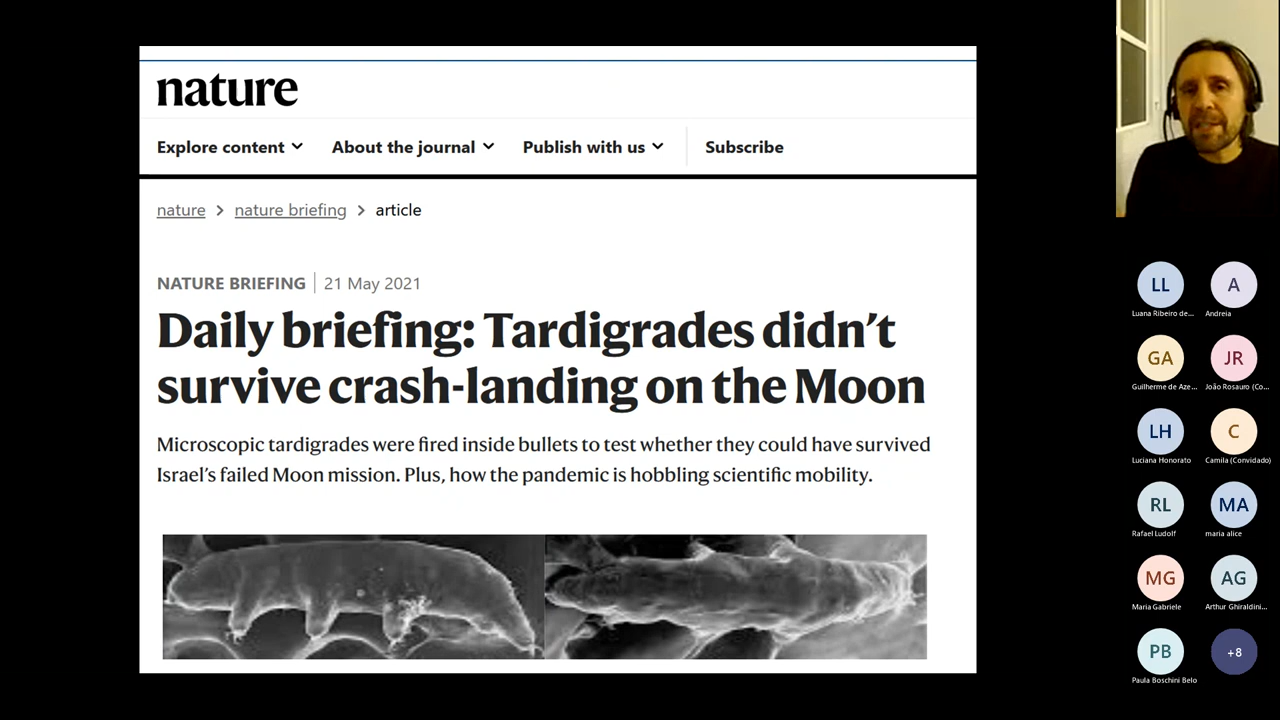 nature
Explore content
About the journal
Publish with us
Subscribe
nature > nature briefing > article
NATURE BRIEFING | 21 May 2021
Daily briefing: Tardigrades didn't
survive crash-landing on the Moon
Microscopic tardigrades were fired inside bullets to test whether they could have survived
Israel's failed Moon mission. Plus, how the pandemic is hobbling scientific mobility.
LL
Luana Ribeiro de...
A
Andreia
GA
Guilherme de Aze...
JR
João Rosauro (Co...
LH
Luciana Honorato
C
Camila (Convidado)
RL
Rafael Ludolf
MA
maria alice
MG
Maria Gabriele
AG
Arthur Ghiraldini...
PB
Paula Boschini Belo
+8